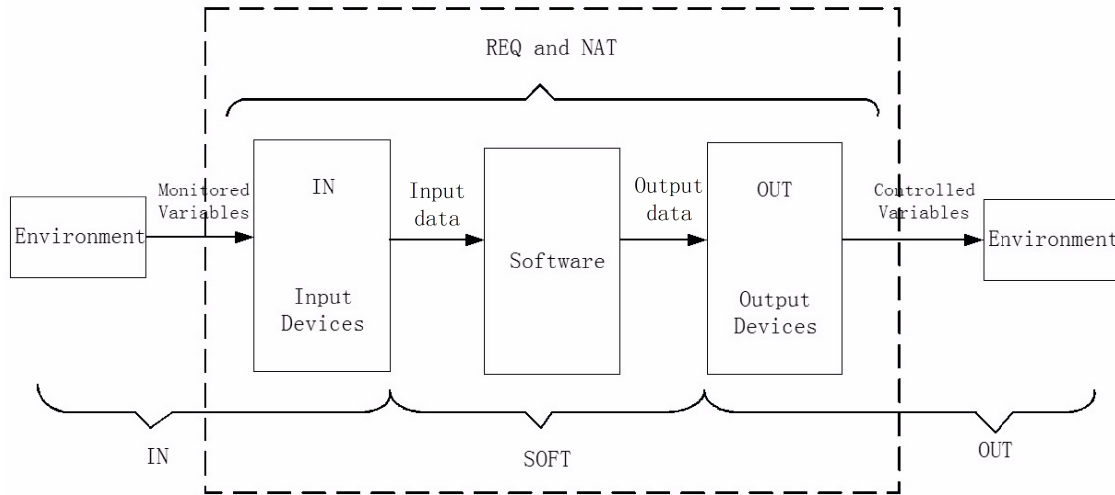 REQ and NAT
Monitored
Variables
IN
Input
data
Output
data
OUT
Controlled
Variables
Environment
Software
Environment
Input
Devices
Output
Devices
IN
SOFT
OUT